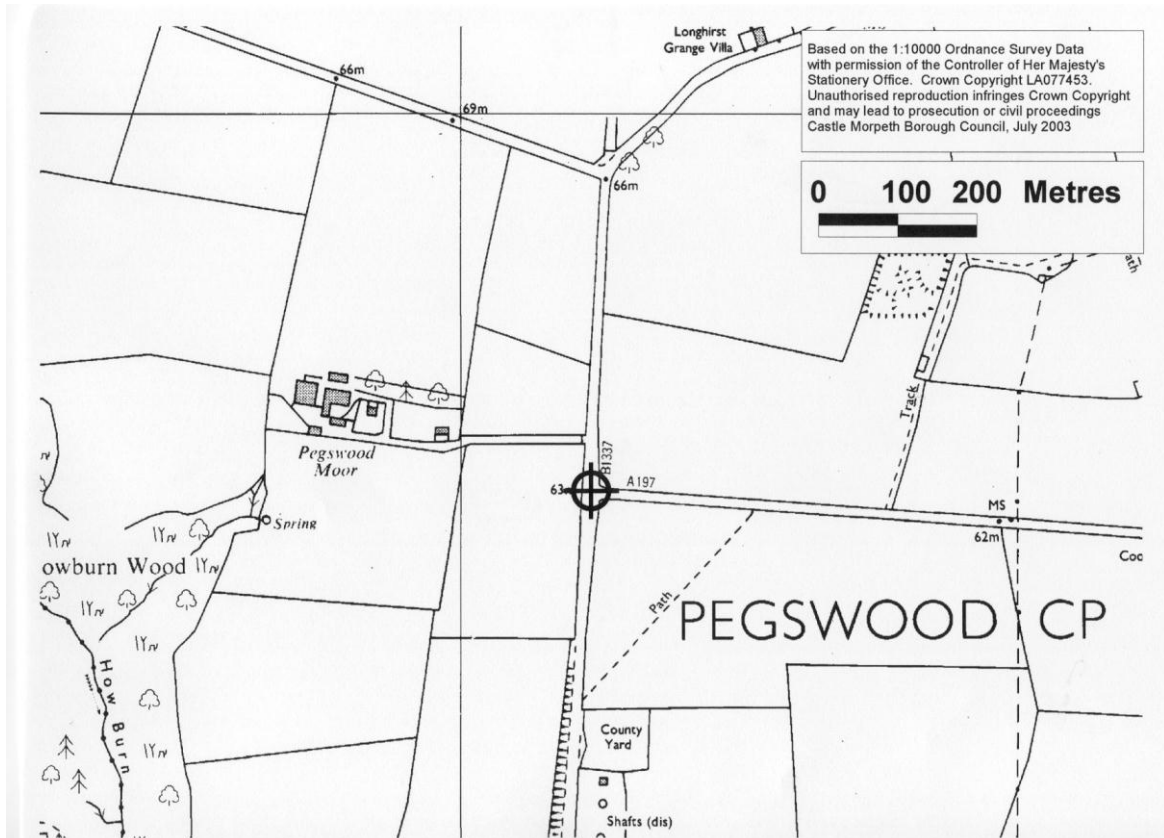 Longhirst
Grange Villa
Based on the 1:10000 Ordnance Survey Data
with permission of the Controller of Her Majesty's
Stationery Office. Crown Copyright LA077453.
Unauthorised reproduction infringes Crown Copyright
and may lead to prosecution or civil proceedings
Castle Morpeth Borough Council, July 2003
66m
69m
0 100 200 Metres
66m
ath
Track
Pegswood
Moor
B1337
63
A197
MS
Spring
62m
Coc
owburn Wood
Path
PEGSWOOD CP
How Burn
County
Yard
Shafts (dis)